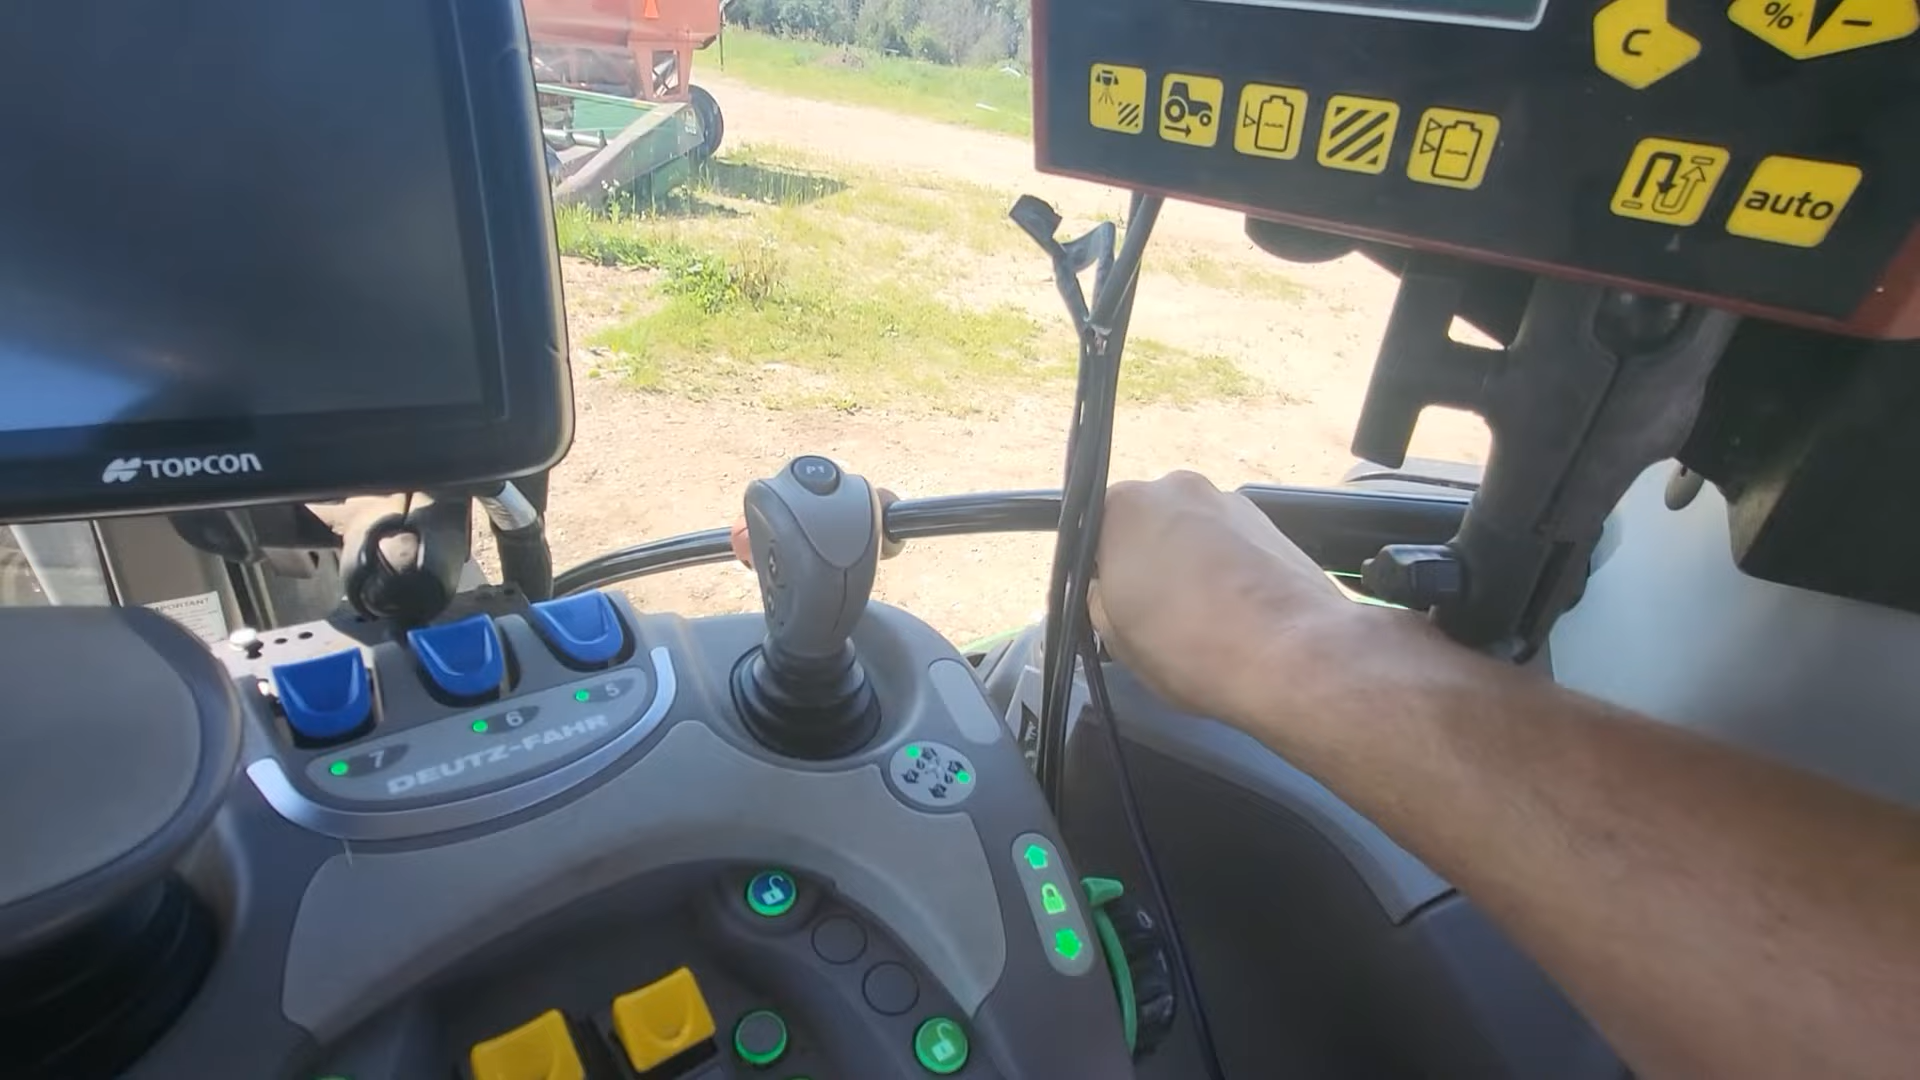 C
% –
auto
TOPCON
P1
IMPORTANT
5
6
7
DEUTZ-FAHR